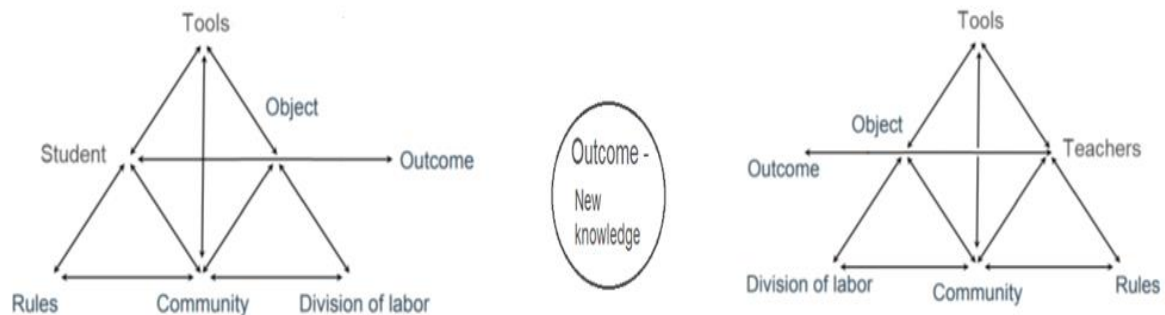 Tools
Object
Student
Outcome
Rules
Community
Division of labor
Outcome -
New
knowledge
Tools
Object
Teachers
Outcome
Division of labor
Community
Rules